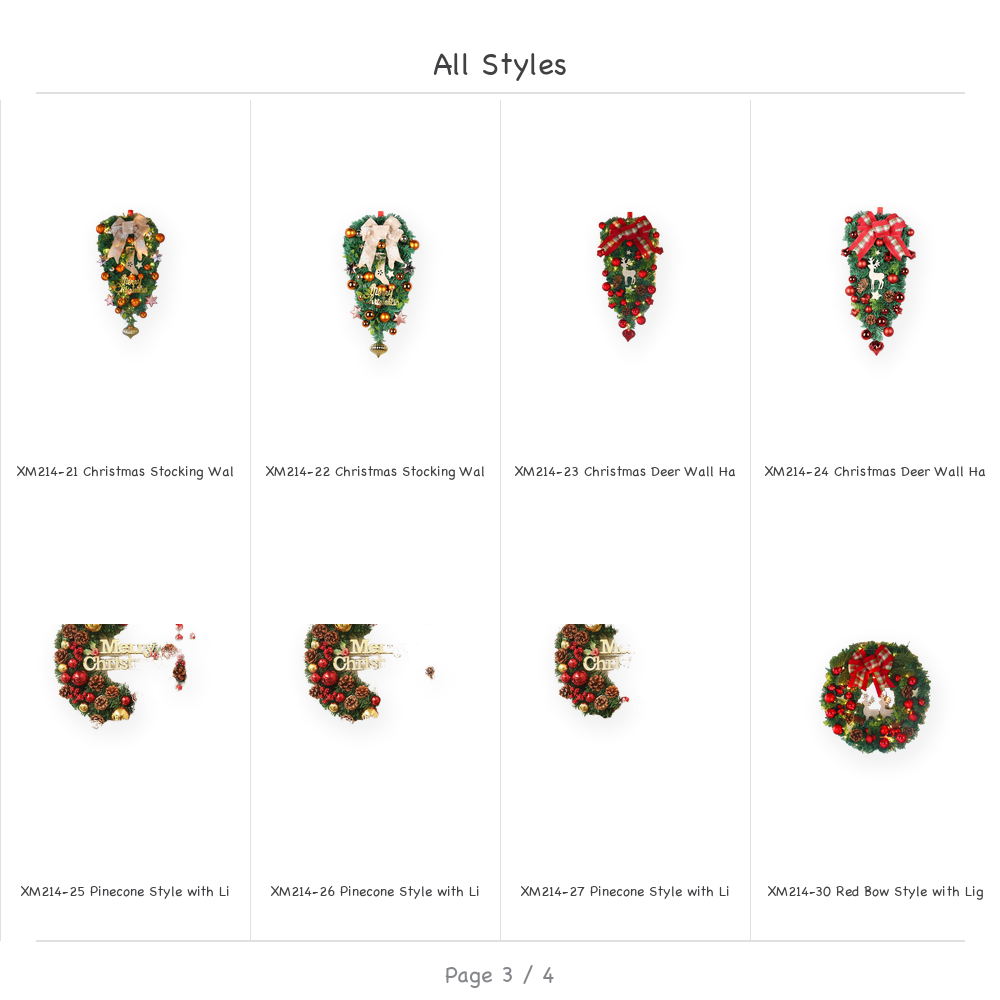 All Styles
XM214-21 Christmas Stocking Wal
XM214-22 Christmas Stocking Wal
XM214-23 Christmas Deer Wall Ha
XM214-24 Christmas Deer Wall Ha
Merry
Christ
Mer
Christ
Me
Chris
XM214-25 Pinecone Style with Li
XM214-26 Pinecone Style with Li
XM214-27 Pinecone Style with Li
XM214-30 Red Bow Style with Lig
Page 3 / 4